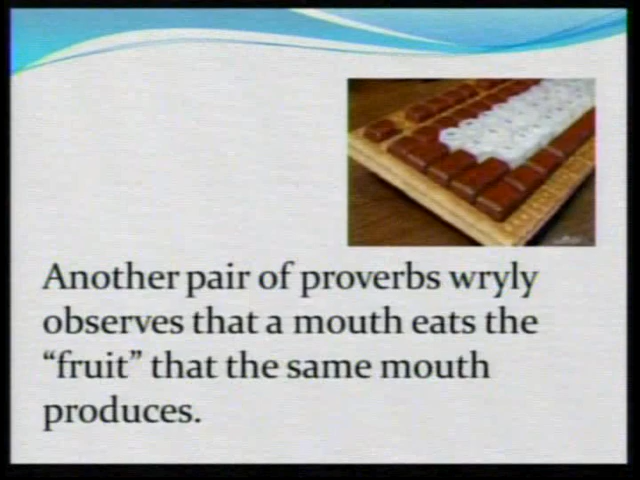 Another pair of proverbs wryly
observes that a mouth eats the
“fruit” that the same mouth
produces.